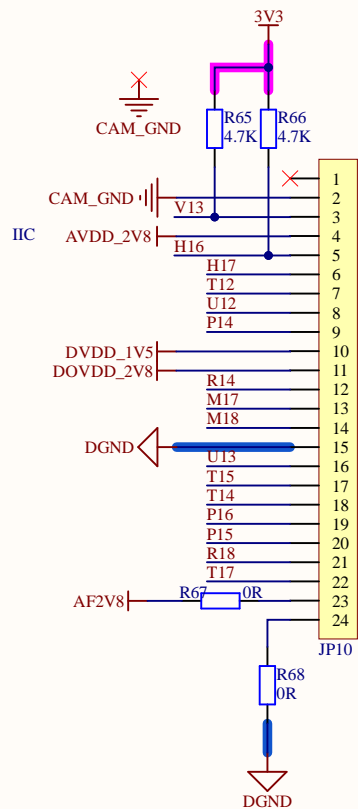 3V3
R65
4.7K
R66
4.7K
CAM_GND
IIC
1
CAM_GND
2
V13
3
AVDD_2V8
4
H16
5
H17
6
T12
7
U12
8
P14
9
DVDD_1V5
10
DOVDD_2V8
11
R14
12
M17
13
M18
14
DGND
15
U13
16
T15
17
T14
18
P16
19
P15
20
R18
21
T17
22
AF2V8
R67
0R
23
24
JP10
R68
0R
DGND